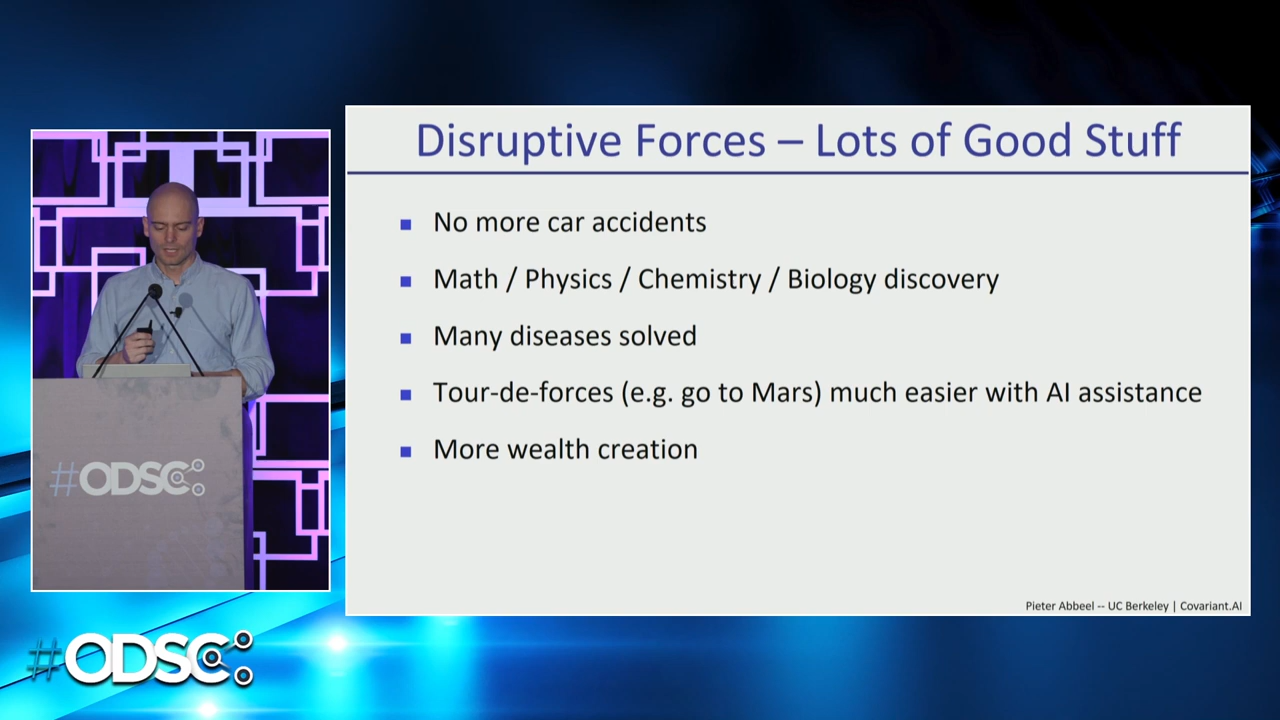 Disruptive Forces – Lots of Good Stuff
No more car accidents
Math / Physics / Chemistry / Biology discovery
Many diseases solved
Tour-de-forces (e.g. go to Mars) much easier with AI assistance
More wealth creation
#ODSC
Pieter Abbeel -- UC Berkeley | Covariant.AI
#ODSC